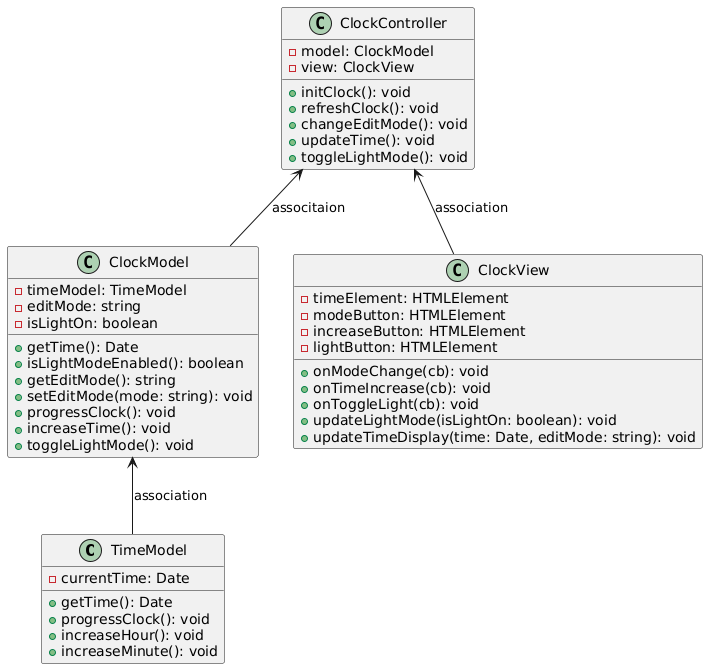 C ClockController
model: ClockModel
view: ClockView
initClock(): void
refreshClock(): void
changeEditMode(): void
updateTime(): void
toggleLightMode(): void
associtaion
association
C ClockModel
timeModel: TimeModel
editMode: string
isLightOn: boolean
getTime(): Date
isLightModeEnabled(): boolean
getEditMode(): string
setEditMode(mode: string): void
progressClock(): void
increaseTime(): void
toggleLightMode(): void
C ClockView
timeElement: HTMLElement
modeButton: HTMLElement
increaseButton: HTMLElement
lightButton: HTMLElement
onModeChange(cb): void
onTimeIncrease(cb): void
onToggleLight(cb): void
updateLightMode(isLightOn: boolean): void
updateTimeDisplay(time: Date, editMode: string): void
association
C TimeModel
currentTime: Date
getTime(): Date
progressClock(): void
increaseHour(): void
increaseMinute(): void